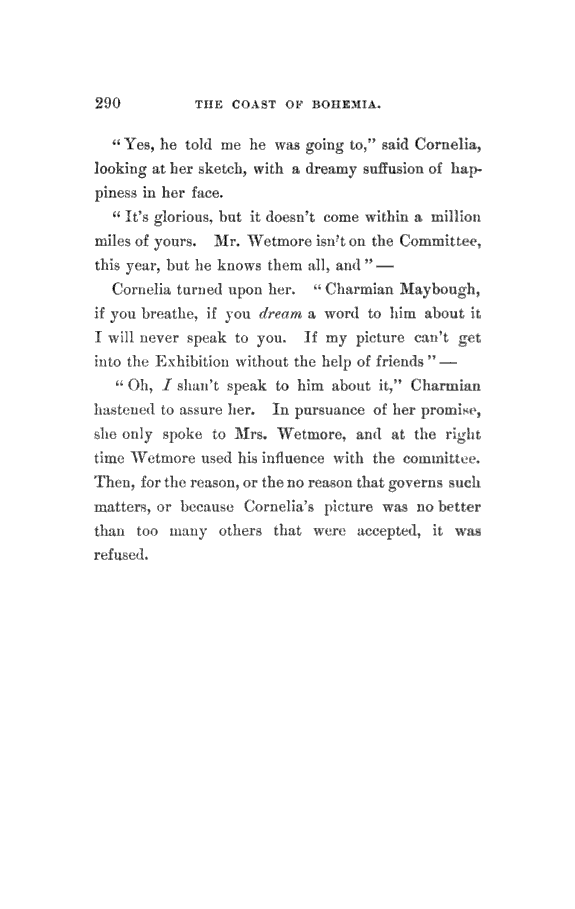 290 THE COAST OF BOHEMIA.
“Yes, he told me he was going to,” said Cornelia,
looking at her sketch, with a dreamy suffusion of hap-
piness in her face.
“It's glorious, but it doesn't come within a million
miles of yours. Mr. Wetmore isn't on the Committee,
this year, but he knows them all, and”—
Cornelia turned upon her. “Charmian Maybough,
if you breathe, if you dream a word to him about it
I will never speak to you. If my picture can't get
into the Exhibition without the help of friends”—
“Oh, I shan't speak to him about it,” Charmian
hastened to assure her. In pursuance of her promise,
she only spoke to Mrs. Wetmore, and at the right
time Wetmore used his influence with the committee.
Then, for the reason, or the no reason that governs such
matters, or because Cornelia's picture was no better
than too many others that were accepted, it was
refused.